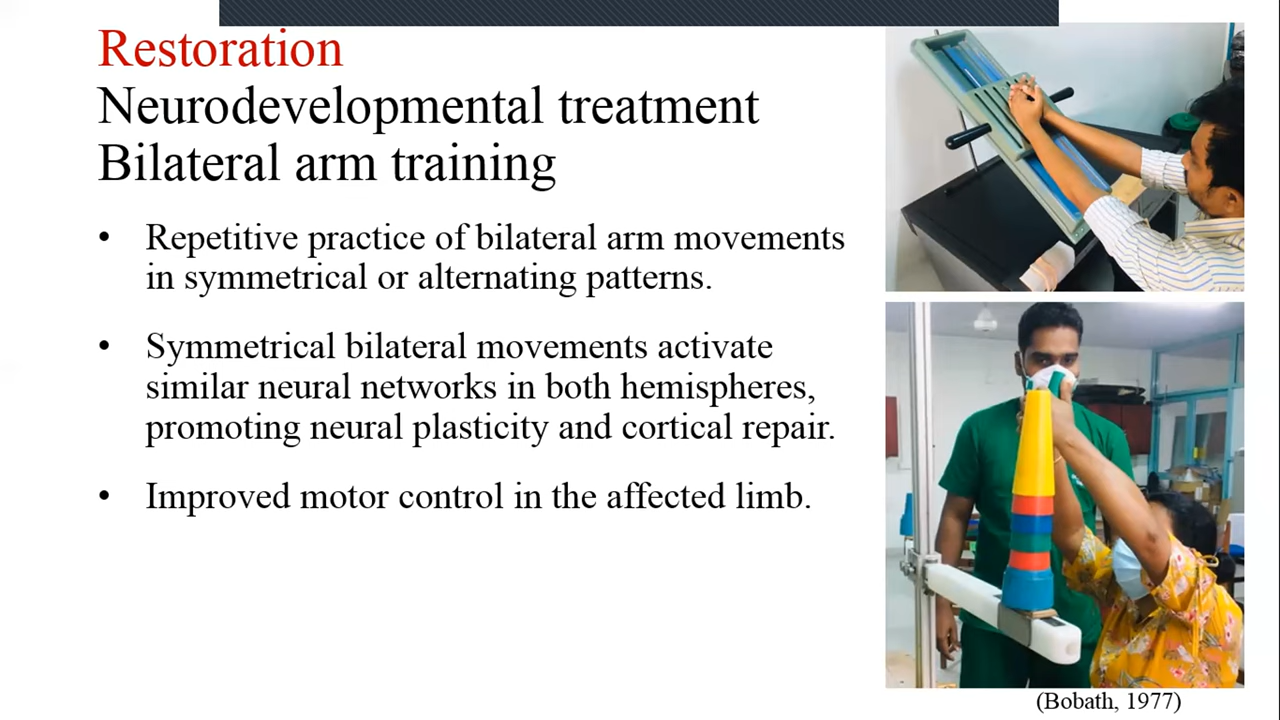 Restoration
Neurodevelopmental treatment
Bilateral arm training
• Repetitive practice of bilateral arm movements
in symmetrical or alternating patterns.
• Symmetrical bilateral movements activate
similar neural networks in both hemispheres,
promoting neural plasticity and cortical repair.
• Improved motor control in the affected limb.
(Bobath, 1977)